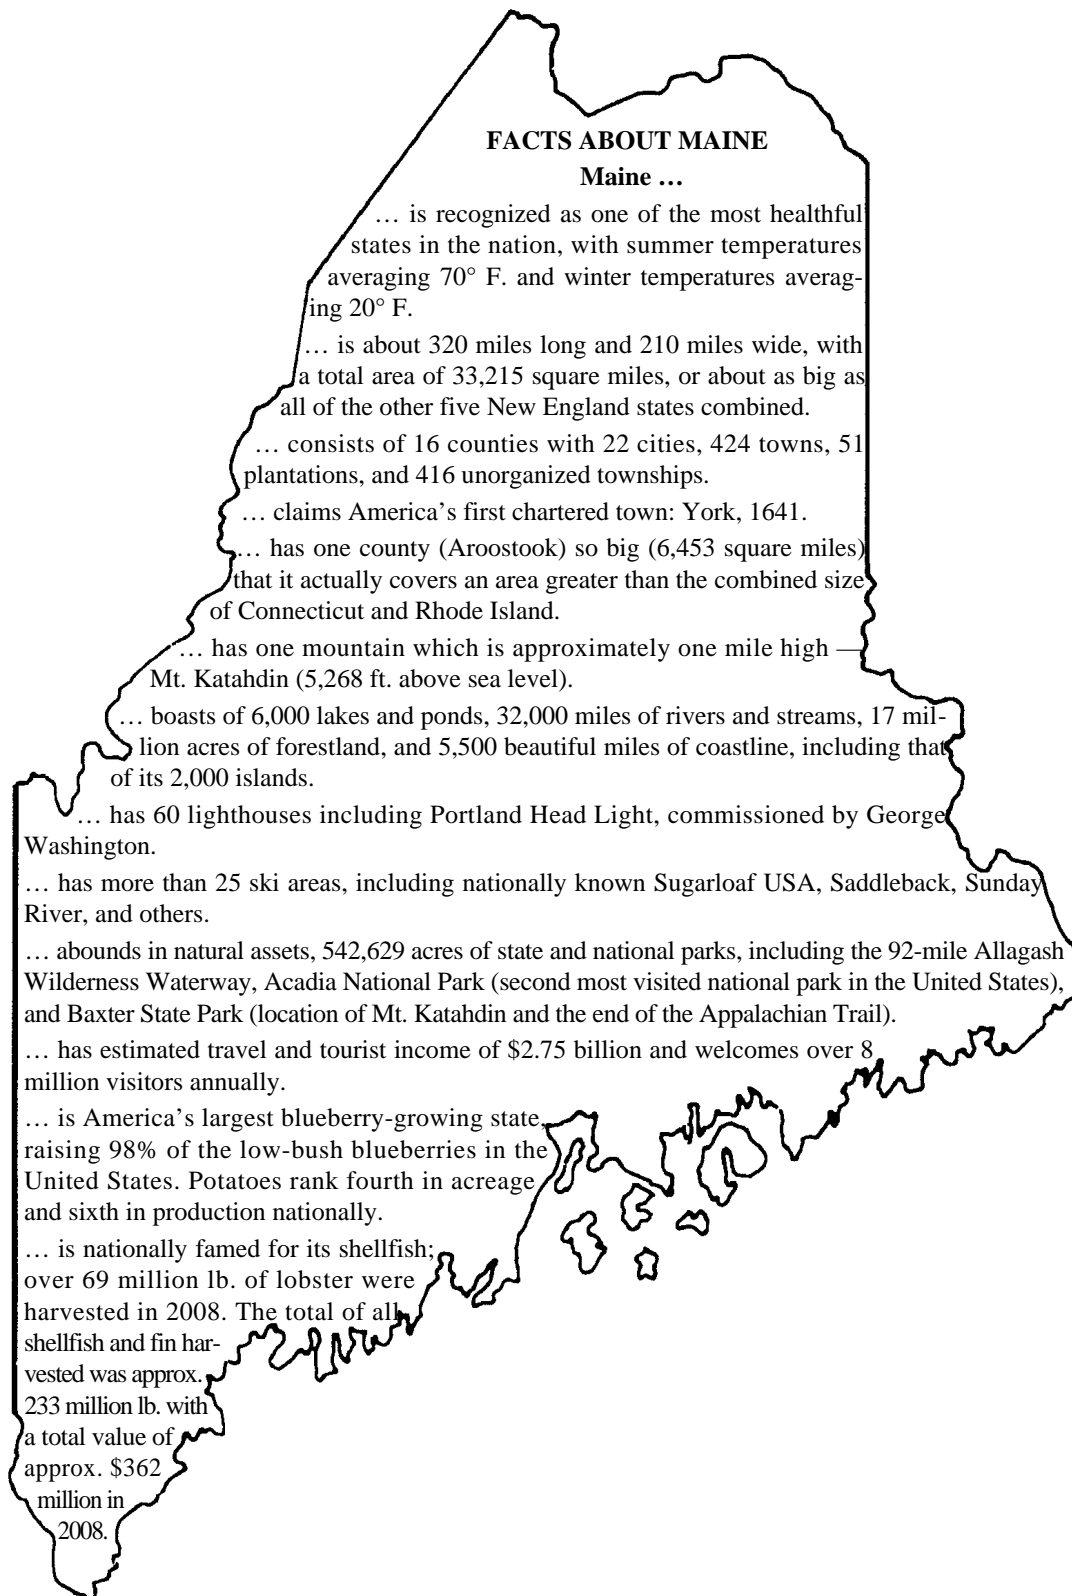 FACTS ABOUT MAINE
Maine …
… is recognized as one of the most healthful
states in the nation, with summer temperatures
averaging 70° F. and winter temperatures averag-
ing 20° F.
… is about 320 miles long and 210 miles wide, with
a total area of 33,215 square miles, or about as big as
all of the other five New England states combined.
… consists of 16 counties with 22 cities, 424 towns, 51
plantations, and 416 unorganized townships.
… claims America’s first chartered town: York, 1641.
… has one county (Aroostook) so big (6,453 square miles)
that it actually covers an area greater than the combined size
of Connecticut and Rhode Island.
… has one mountain which is approximately one mile high —
Mt. Katahdin (5,268 ft. above sea level).
… boasts of 6,000 lakes and ponds, 32,000 miles of rivers and streams, 17 mil-
lion acres of forestland, and 5,500 beautiful miles of coastline, including that
of its 2,000 islands.
… has 60 lighthouses including Portland Head Light, commissioned by George
Washington.
… has more than 25 ski areas, including nationally known Sugarloaf USA, Saddleback, Sunday
River, and others.
… abounds in natural assets, 542,629 acres of state and national parks, including the 92-mile Allagash
Wilderness Waterway, Acadia National Park (second most visited national park in the United States),
and Baxter State Park (location of Mt. Katahdin and the end of the Appalachian Trail).
… has estimated travel and tourist income of $2.75 billion and welcomes over 8
million visitors annually.
… is America’s largest blueberry-growing state,
raising 98% of the low-bush blueberries in the
United States. Potatoes rank fourth in acreage
and sixth in production nationally.
… is nationally famed for its shellfish;
over 69 million lb. of lobster were
harvested in 2008. The total of all
shellfish and fin har-
vested was approx.
233 million lb. with
a total value of
approx. $362
million in
2008.